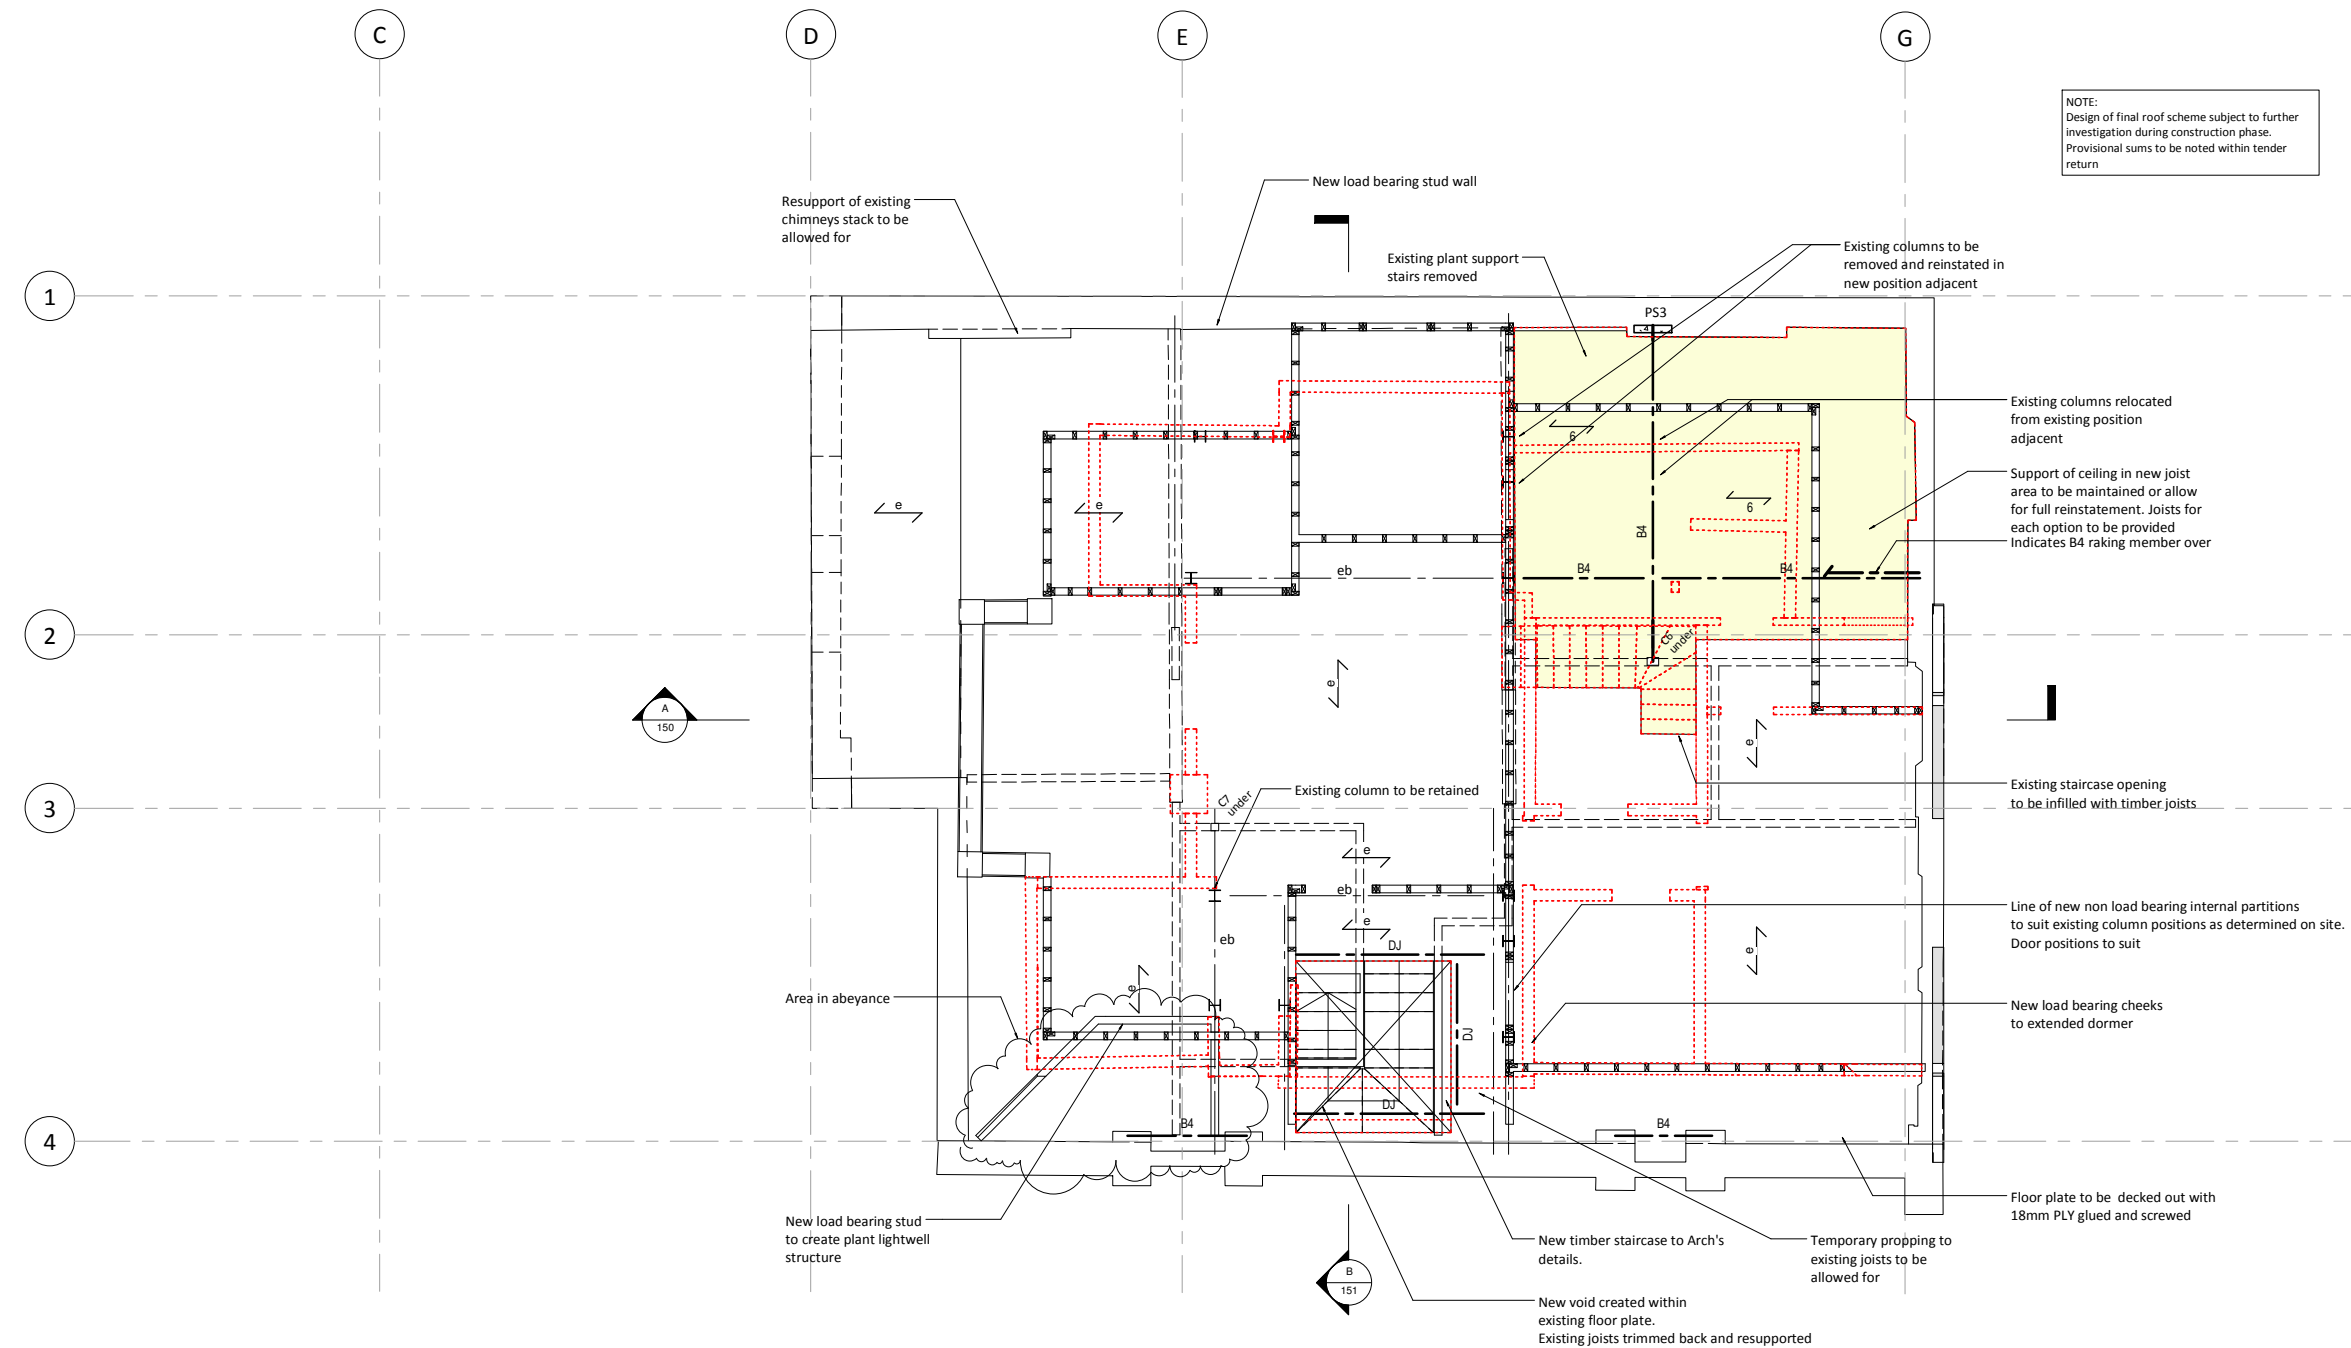 C
D
E
G
NOTE:
Design of final roof scheme subject to further
investigation during construction phase.
Provisional sums to be noted within tender
return
New load bearing stud wall
Resupport of existing
chimneys stack to be
allowed for
Existing plant support
stairs removed
Existing columns to be
removed and reinstated in
new position adjacent
1
PS3
4
Existing columns relocated
from existing position
adjacent
6
Support of ceiling in new joist
area to be maintained or allow
for full reinstatement. Joists for
each option to be provided
Indicates B4 raking member over
e
e
6
B4
eb
B4
B4
2
C6
under
e
A
150
e
Existing staircase opening
to be infilled with timber joists
3
C7
under
Existing column to be retained
e
eb
e
Line of new non load bearing internal partitions
to suit existing column positions as determined on site.
Door positions to suit
eb
DJ
e
e
Area in abeyance
New load bearing cheeks
to extended dormer
DJ
DJ
B4
B4
4
Floor plate to be decked out with
18mm PLY glued and screwed
New load bearing stud
to create plant lightwell
structure
New timber staircase to Arch's
details.
Temporary propping to
existing joists to be
allowed for
B
151
New void created within
existing floor plate.
Existing joists trimmed back and resupported